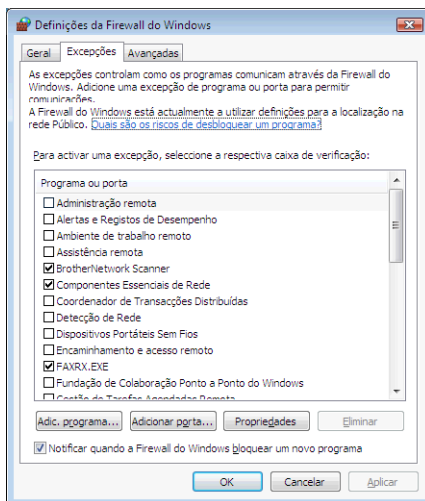 Definições da Firewall do Windows
Geral Excepções Avançadas
As excepções controlam como os programas comunicam através da Firewall do
Windows. Adicione uma excepção de programa ou porta para permitir
comunicações.
A Firewall do Windows está actualmente a utilizar definições para a localização na
rede Público. Quais são os riscos de desbloquear um programa?
Para activar uma excepção, seleccione a respectiva caixa de verificação:
Programa ou porta
Administração remota
Alertas e Registos de Desempenho
Ambiente de trabalho remoto
Assistência remota
BrotherNetwork Scanner
Componentes Essenciais de Rede
Coordenador de Transacções Distribuídas
Detecção de Rede
Dispositivos Portáteis Sem Fios
Encaminhamento e acesso remoto
FAXRX.EXE
Fundação de Colaboração Ponto a Ponto do Windows
Gestão de Tarefas Agendadas Remota
Adic. programa... Adicionar porta... Propriedades Eliminar
Notificar quando a Firewall do Windows bloquear um novo programa
OK Cancelar Aplicar